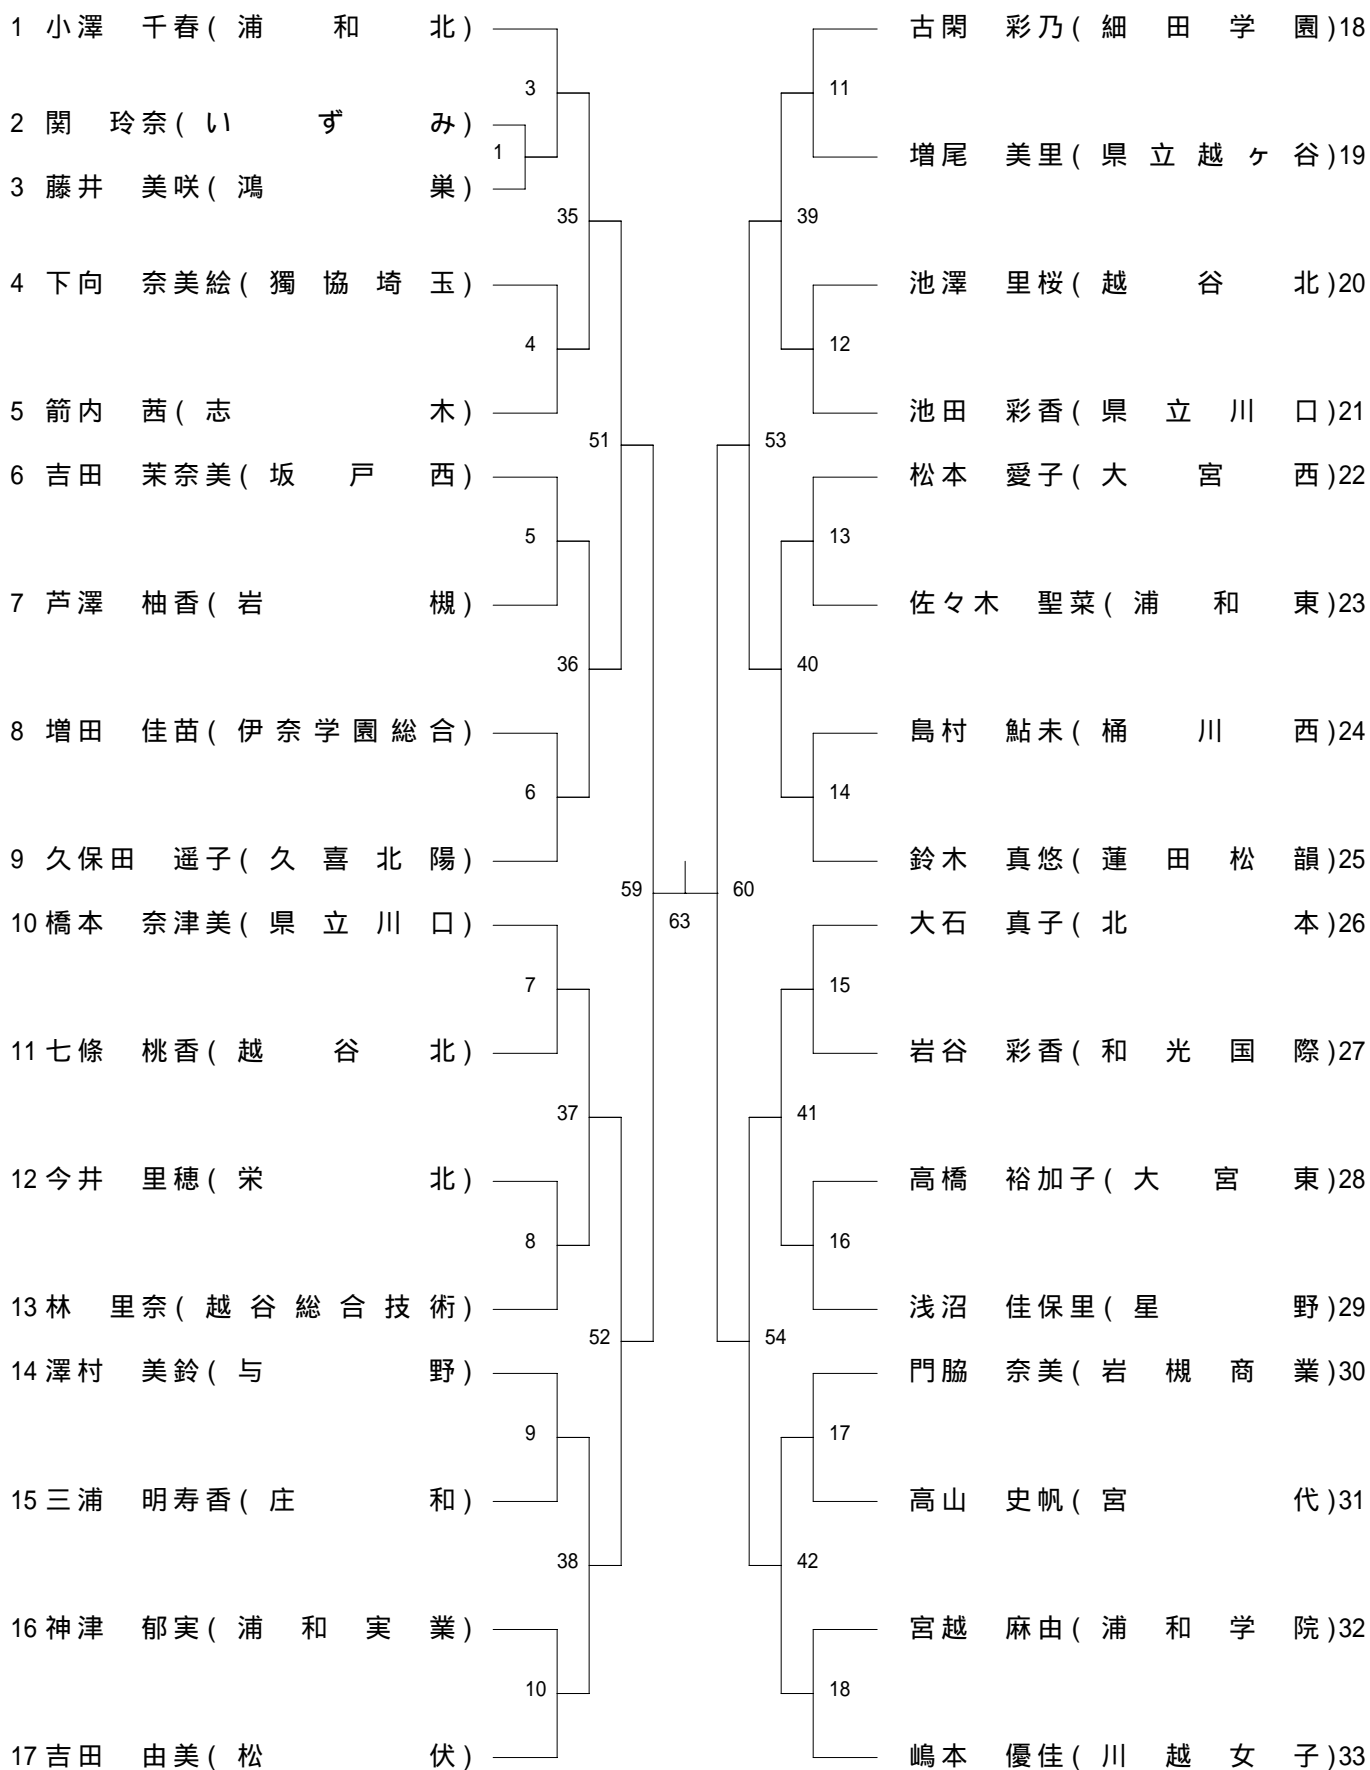 1 小澤 千春( 浦 和 北 )
3
2 関 玲奈( い ず み )
1
3 藤井 美咲( 鴻 巣 )
35
4 下向 奈美絵( 獨 協 埼 玉 )
4
5 箭内 茜( 志 木 )
51
6 吉田 茉奈美( 坂 戸 西 )
5
7 芦澤 柚香( 岩 槻 )
36
8 増田 佳苗( 伊 奈 学 園 総 合 )
6
9 久保田 遥子( 久 喜 北 陽 )
59
10 橋本 奈津美( 県 立 川 口 )
7
11 七條 桃香( 越 谷 北 )
37
12 今井 里穂( 栄 北 )
8
13 林 里奈( 越 谷 総 合 技 術 )
52
14 澤村 美鈴( 与 野 )
9
15 三浦 明寿香( 庄 和 )
38
16 神津 郁実( 浦 和 実 業 )
10
17 吉田 由美( 松 伏 )
63
古閑 彩乃( 細 田 学 園 )18
11
増尾 美里( 県 立 越 ヶ 谷 )19
39
池澤 里桜( 越 谷 北 )20
12
池田 彩香( 県 立 川 口 )21
53
松本 愛子( 大 宮 西 )22
13
佐々木 聖菜( 浦 和 東 )23
40
島村 鮎未( 桶 川 西 )24
14
鈴木 真悠( 蓮 田 松 韻 )25
60
大石 真子( 北 本 )26
15
岩谷 彩香( 和 光 国 際 )27
41
高橋 裕加子( 大 宮 東 )28
16
浅沼 佳保里( 星 野 )29
54
門脇 奈美( 岩 槻 商 業 )30
17
高山 史帆( 宮 代 )31
42
宮越 麻由( 浦 和 学 院 )32
18
嶋本 優佳( 川 越 女 子 )33